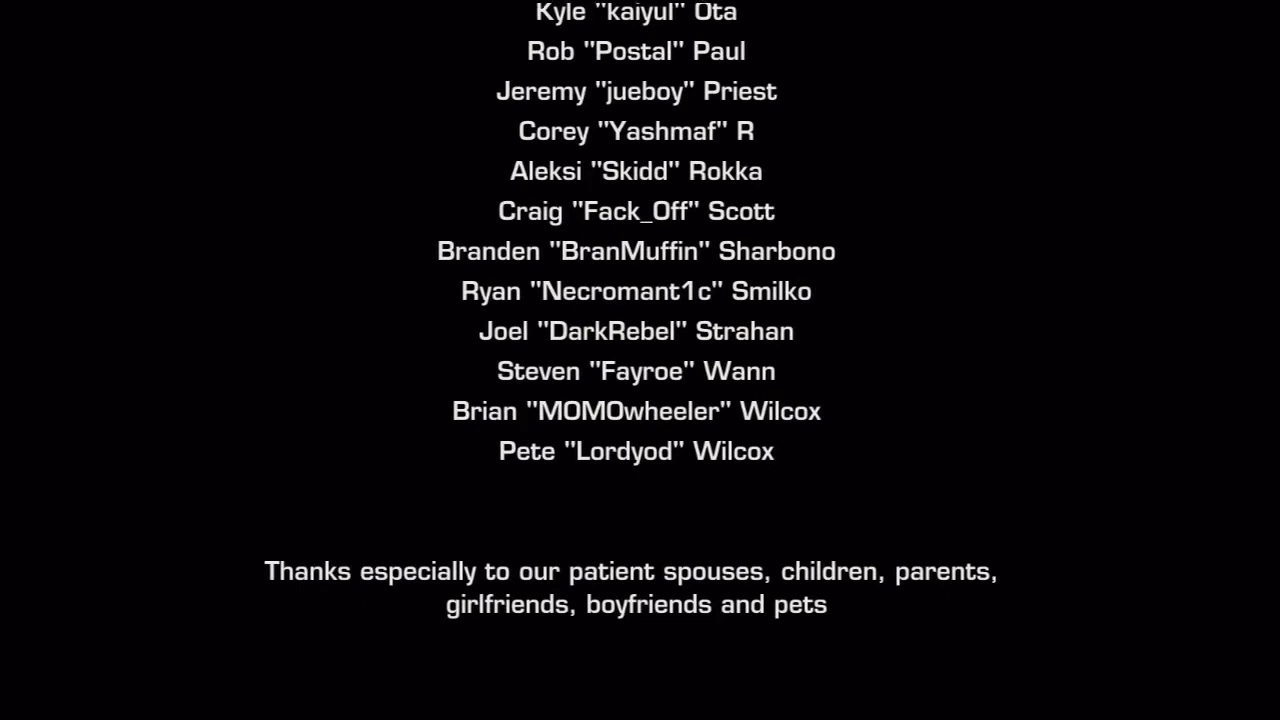 Kyle "kaiyul" Ota
Rob "Postal" Paul
Jeremy "jueboy" Priest
Corey "Yashmaf" R
Aleksi "Skidd" Rokka
Craig "Fack_Off" Scott
Branden "BranMuffin" Sharbono
Ryan "Necromant1c" Smilko
Joel "DarkRebel" Strahan
Steven "Fayroe" Wann
Brian "MOMOwheeler" Wilcox
Pete "Lordyod" Wilcox
Thanks especially to our patient spouses, children, parents,
girlfriends, boyfriends and pets